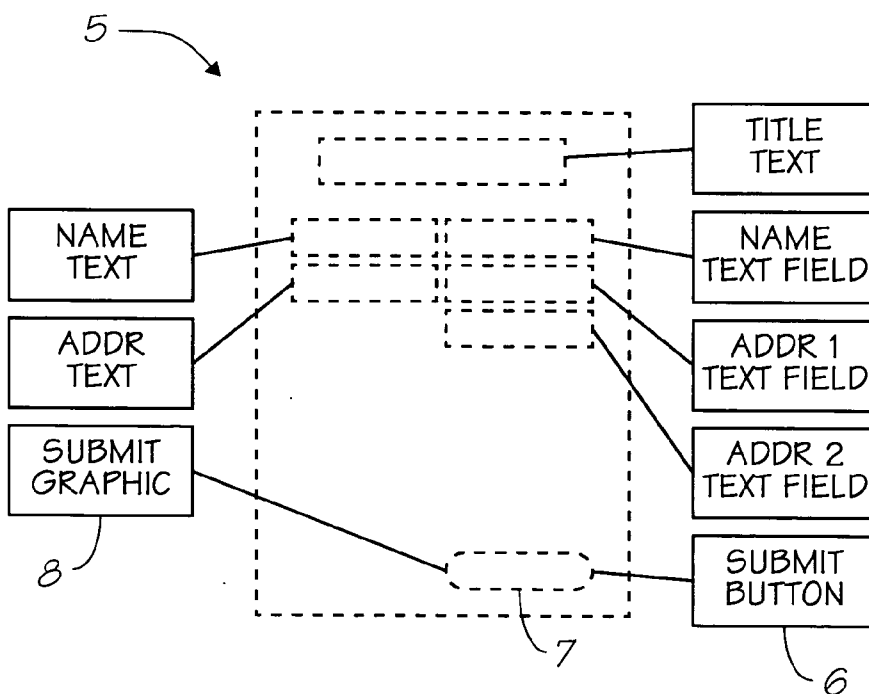 5
TITLE
TEXT
NAME
TEXT
NAME
TEXT FIELD
ADDR
TEXT
ADDR 1
TEXT FIELD
SUBMIT
GRAPHIC
ADDR 2
TEXT FIELD
8
SUBMIT
BUTTON
7
6